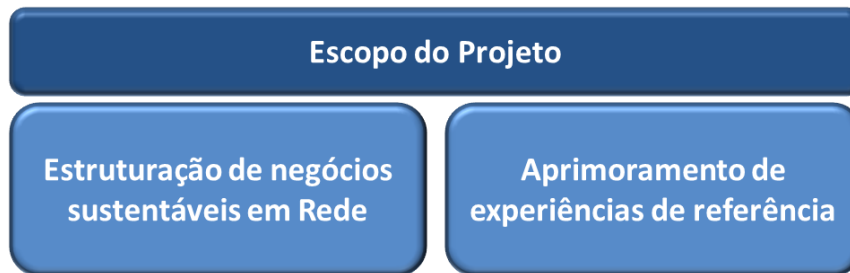 Escopo do Projeto
Estruturação de negócios
sustentáveis em Rede
Aprimoramento de
experiências de referência